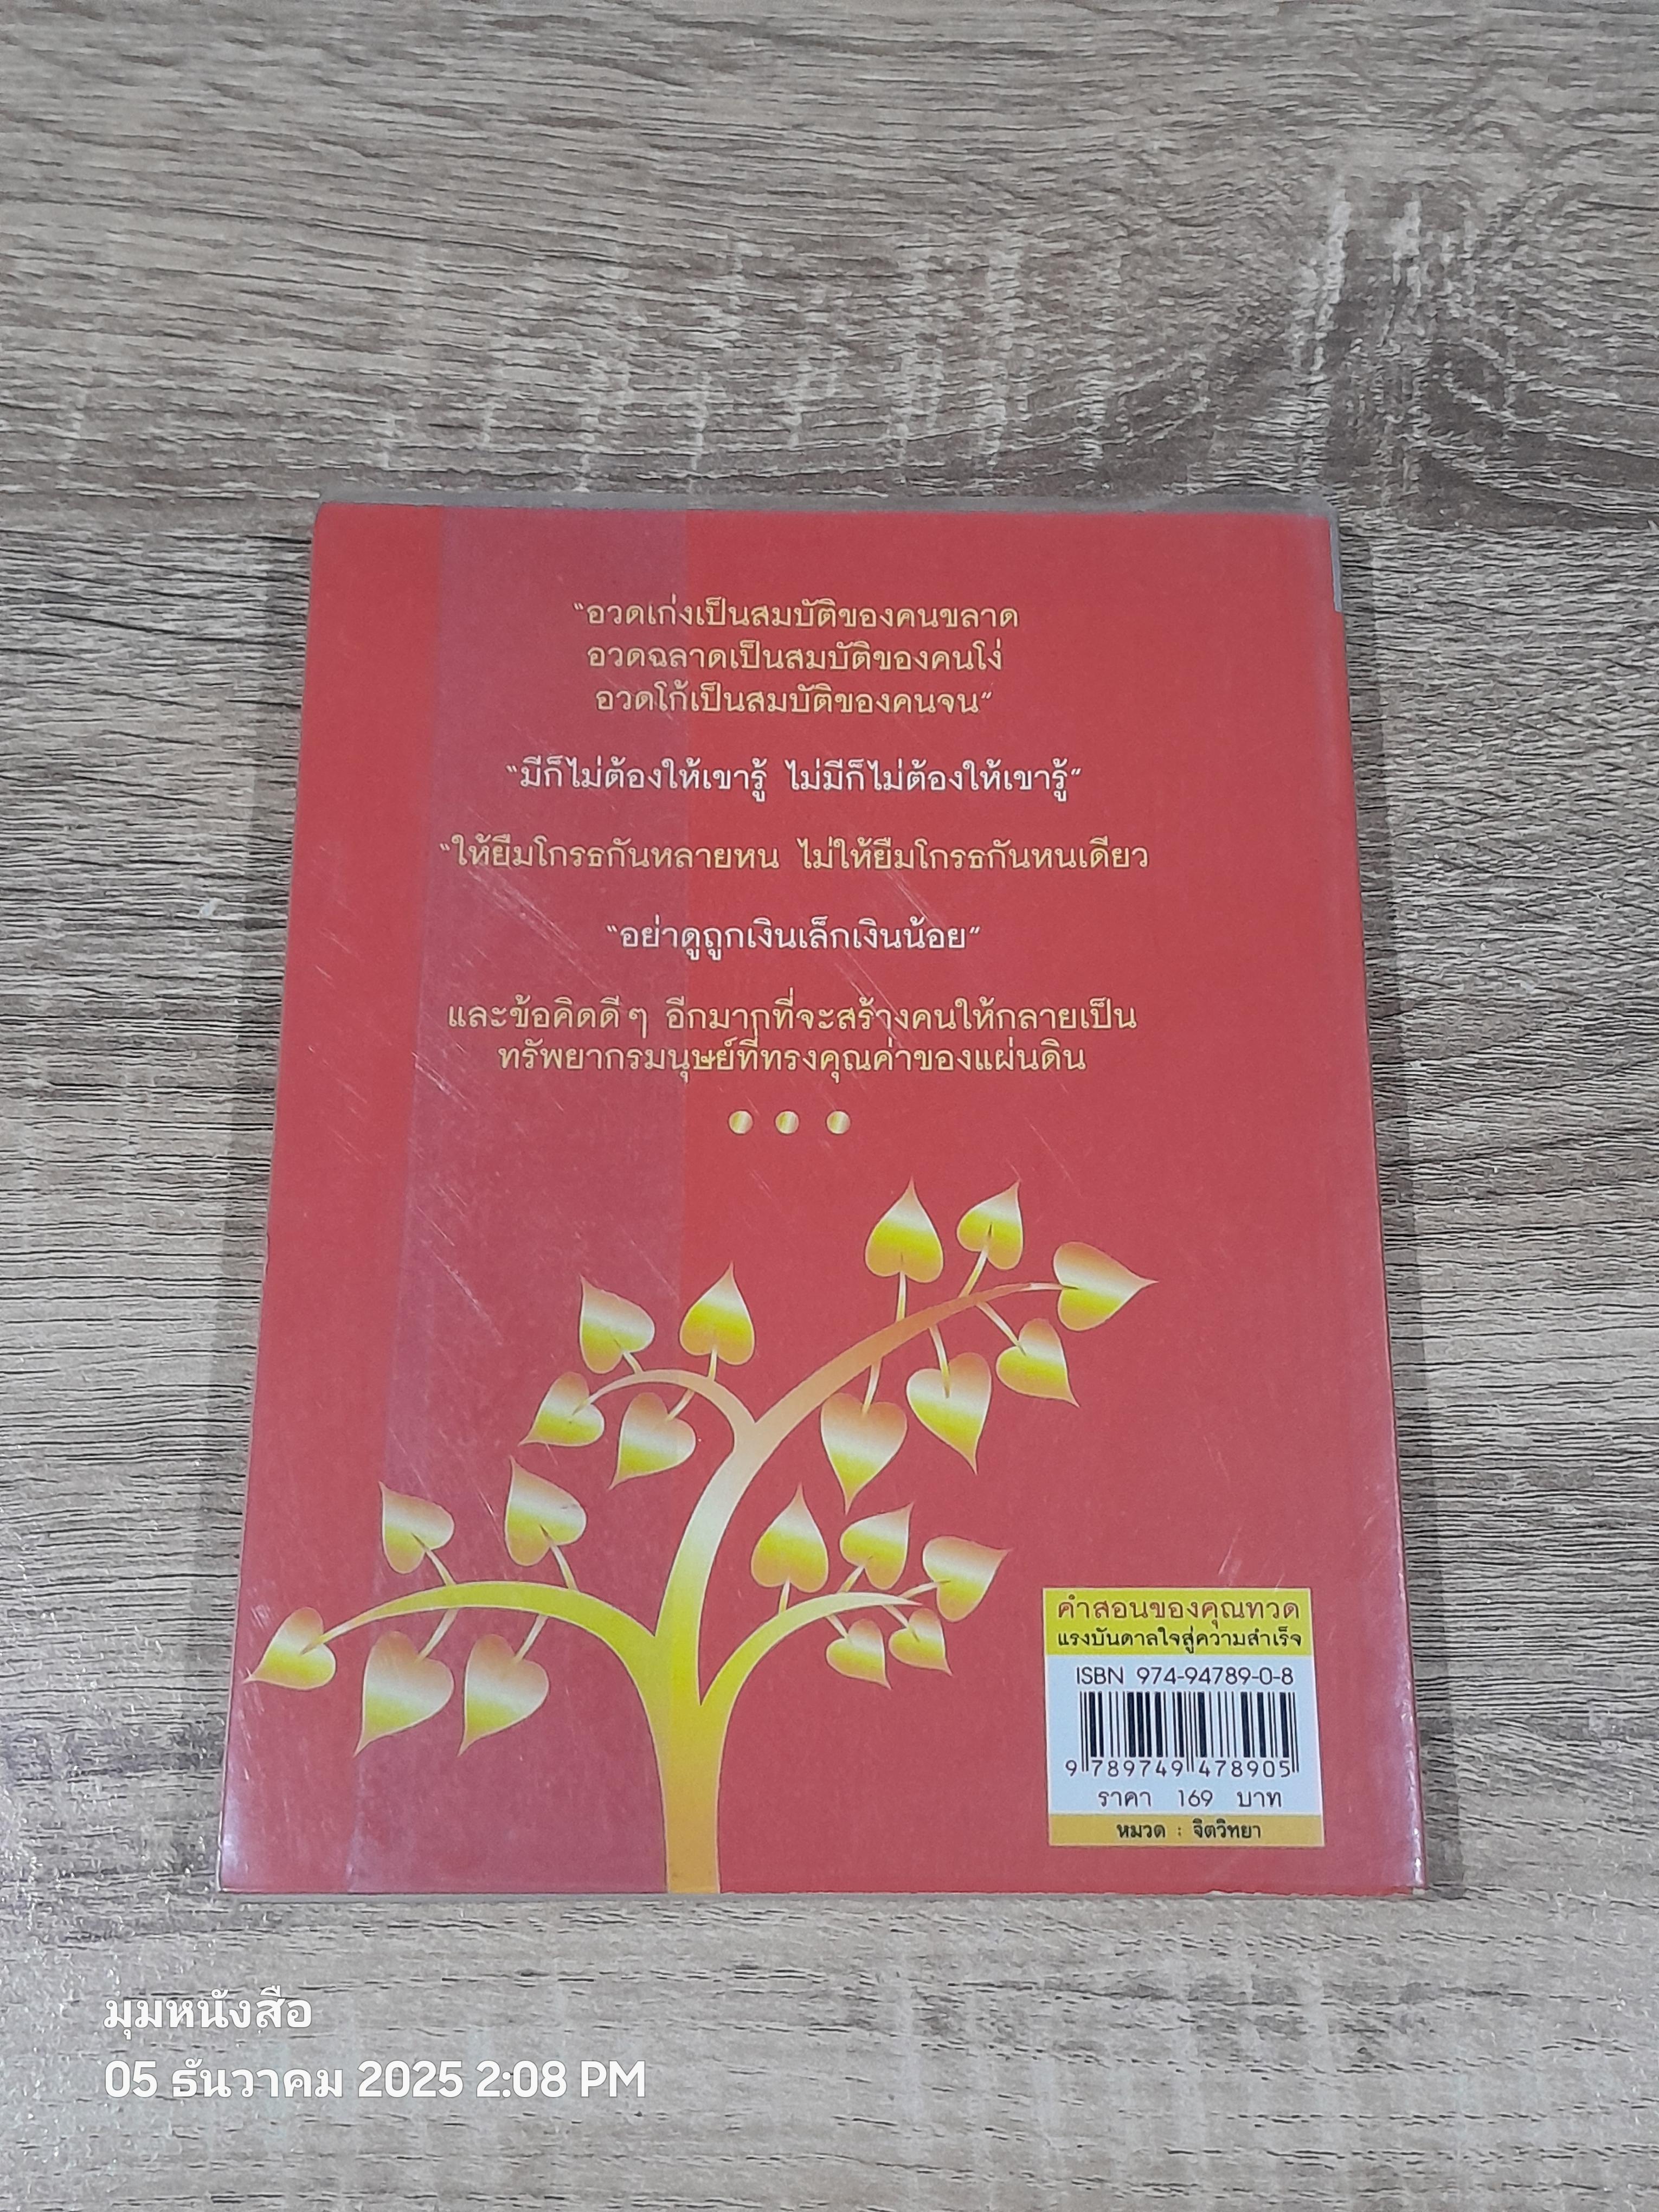 “อวดเก่งเป็นสมบัติของคนขลาด
อวดฉลาดเป็นสมบัติของคนโง่
อวดโก้เป็นสมบัติของคนจน”
“มีก็ไม่ต้องให้เขารู้ ไม่มีก็ไม่ต้องให้เขารู้”
“ให้ยืมโกรธกันหลายหน ไม่ให้ยืมโกรธกันหนเดียว
“อย่าดูถูกเงินเล็กเงินน้อย”
และข้อคิดดี ๆ อีกมากที่จะสร้างคนให้กลายเป็น
ทรัพยากรมนุษย์ที่ทรงคุณค่าของแผ่นดิน
คำสอนของคุณทวด
แรงบันดาลใจสู่ความสำเร็จ
ISBN 974-94789-0-8
9 789749 478905
ราคา 169 บาท
หมวด : จิตวิทยา
มุมหนังสือ
05 ธันวาคม 2025 2:08 PM